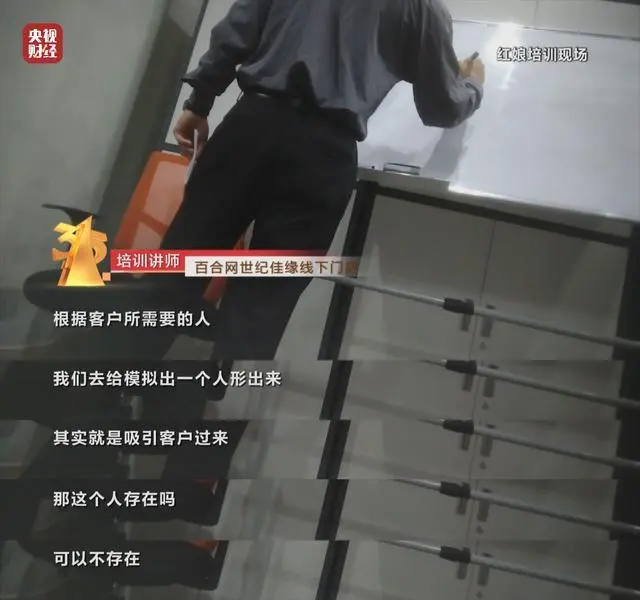 央视
财经
红娘培训现场
315
培训讲师
百合网世纪佳缘线下门
根据客户所需要的人
我们去给模拟出一个人形出来
其实就是吸引客户过来
那这个人存在吗
可以不存在